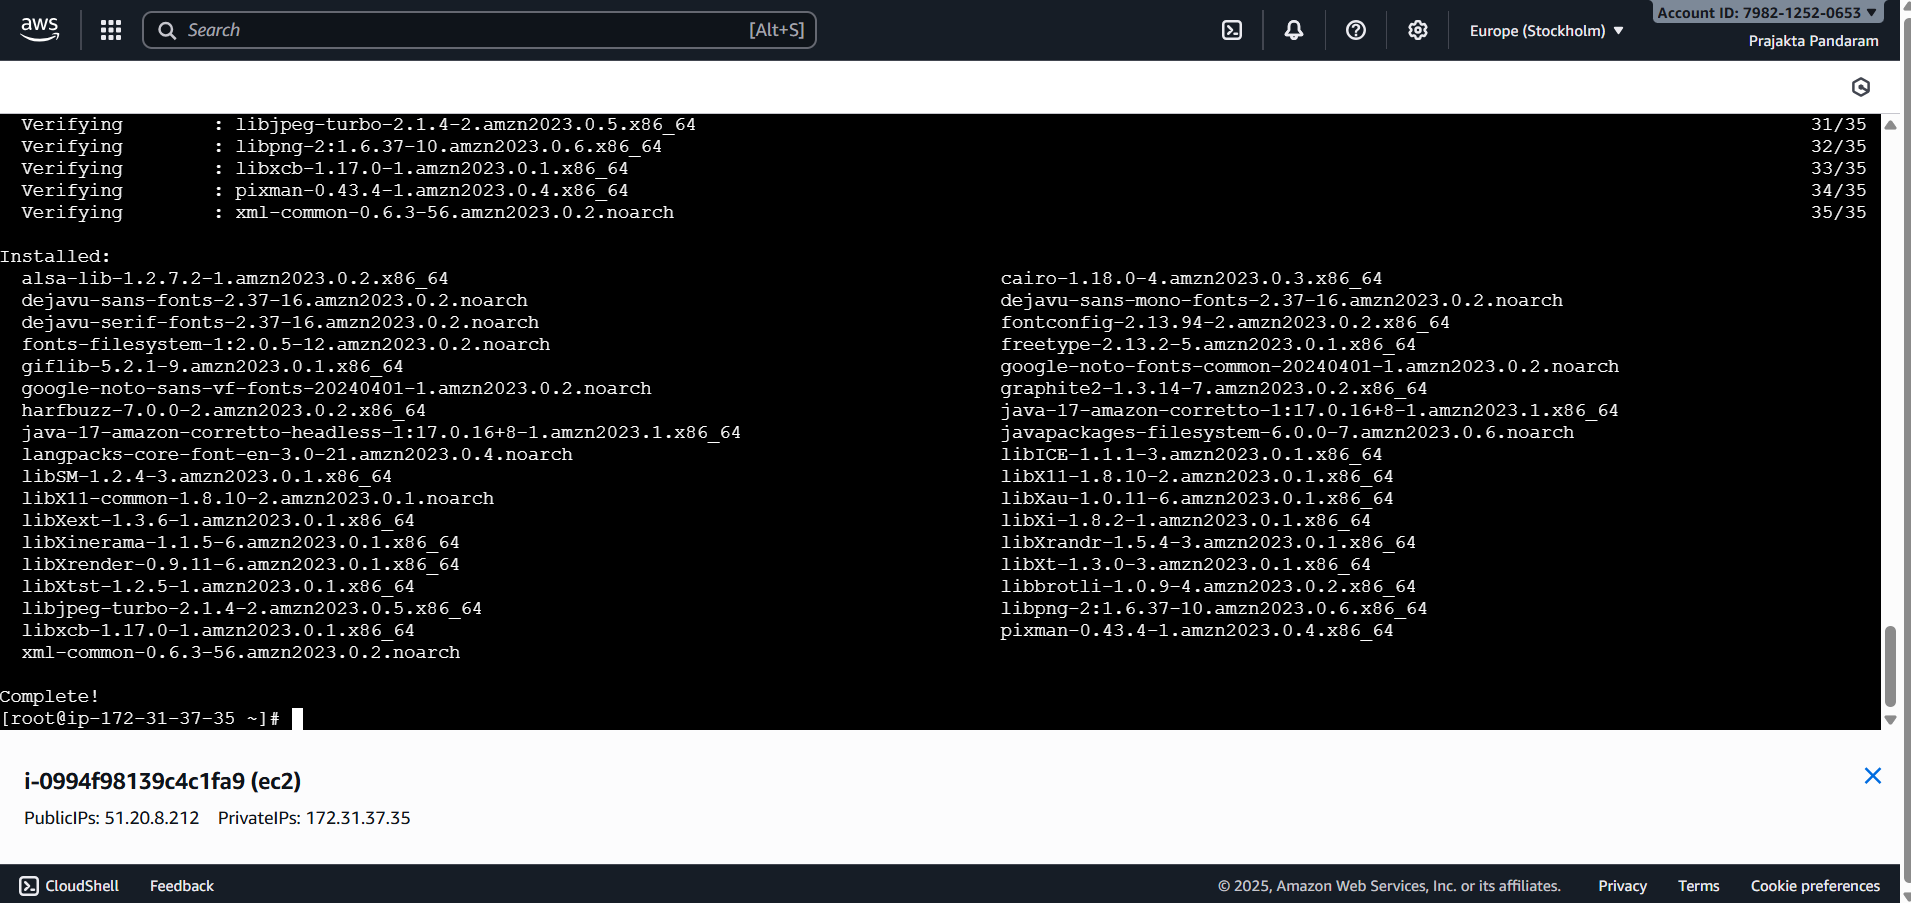 aws
Search [Alt+S]
Europe (Stockholm) ▼
Account ID: 7982-1252-0653 ▼
Prajakta Pandaram
Verifying : libjpeg-turbo-2.1.4-2.amzn2023.0.5.x86_64 31/35
Verifying : libpng-2:1.6.37-10.amzn2023.0.6.x86_64 32/35
Verifying : libxcb-1.17.0-1.amzn2023.0.1.x86_64 33/35
Verifying : pixman-0.43.4-1.amzn2023.0.4.x86_64 34/35
Verifying : xml-common-0.6.3-56.amzn2023.0.2.noarch 35/35
Installed:
alsa-lib-1.2.7.2-1.amzn2023.0.2.x86_64 cairo-1.18.0-4.amzn2023.0.3.x86_64
dejavu-sans-fonts-2.37-16.amzn2023.0.2.noarch dejavu-sans-mono-fonts-2.37-16.amzn2023.0.2.noarch
dejavu-serif-fonts-2.37-16.amzn2023.0.2.noarch fontconfig-2.13.94-2.amzn2023.0.2.x86_64
fonts-filesystem-1:2.0.5-12.amzn2023.0.2.noarch freetype-2.13.2-5.amzn2023.0.1.x86_64
giflib-5.2.1-9.amzn2023.0.1.x86_64 google-noto-fonts-common-20240401-1.amzn2023.0.2.noarch
google-noto-sans-vf-fonts-20240401-1.amzn2023.0.2.noarch graphite2-1.3.14-7.amzn2023.0.2.x86_64
harfbuzz-7.0.0-2.amzn2023.0.2.x86_64 java-17-amazon-corretto-1:17.0.16+8-1.amzn2023.1.x86_64
java-17-amazon-corretto-headless-1:17.0.16+8-1.amzn2023.1.x86_64 javapackages-filesystem-6.0.0-7.amzn2023.0.6.noarch
langpacks-core-font-en-3.0-21.amzn2023.0.4.noarch libICE-1.1.1-3.amzn2023.0.1.x86_64
libSM-1.2.4-3.amzn2023.0.1.x86_64 libX11-1.8.10-2.amzn2023.0.1.x86_64
libX11-common-1.8.10-2.amzn2023.0.1.noarch libXau-1.0.11-6.amzn2023.0.1.x86_64
libXext-1.3.6-1.amzn2023.0.1.x86_64 libXi-1.8.2-1.amzn2023.0.1.x86_64
libXinerama-1.1.5-6.amzn2023.0.1.x86_64 libXrandr-1.5.4-3.amzn2023.0.1.x86_64
libXrender-0.9.11-6.amzn2023.0.1.x86_64 libXt-1.3.0-3.amzn2023.0.1.x86_64
libXtst-1.2.5-1.amzn2023.0.1.x86_64 libbrotli-1.0.9-4.amzn2023.0.2.x86_64
libjpeg-turbo-2.1.4-2.amzn2023.0.5.x86_64 libpng-2:1.6.37-10.amzn2023.0.6.x86_64
libxcb-1.17.0-1.amzn2023.0.1.x86_64 pixman-0.43.4-1.amzn2023.0.4.x86_64
xml-common-0.6.3-56.amzn2023.0.2.noarch
Complete!
[root@ip-172-31-37-35 ~]#
i-0994f98139c4c1fa9 (ec2)
PublicIPs: 51.20.8.212 PrivateIPs: 172.31.37.35
CloudShell Feedback © 2025, Amazon Web Services, Inc. or its affiliates. Privacy Terms Cookie preferences